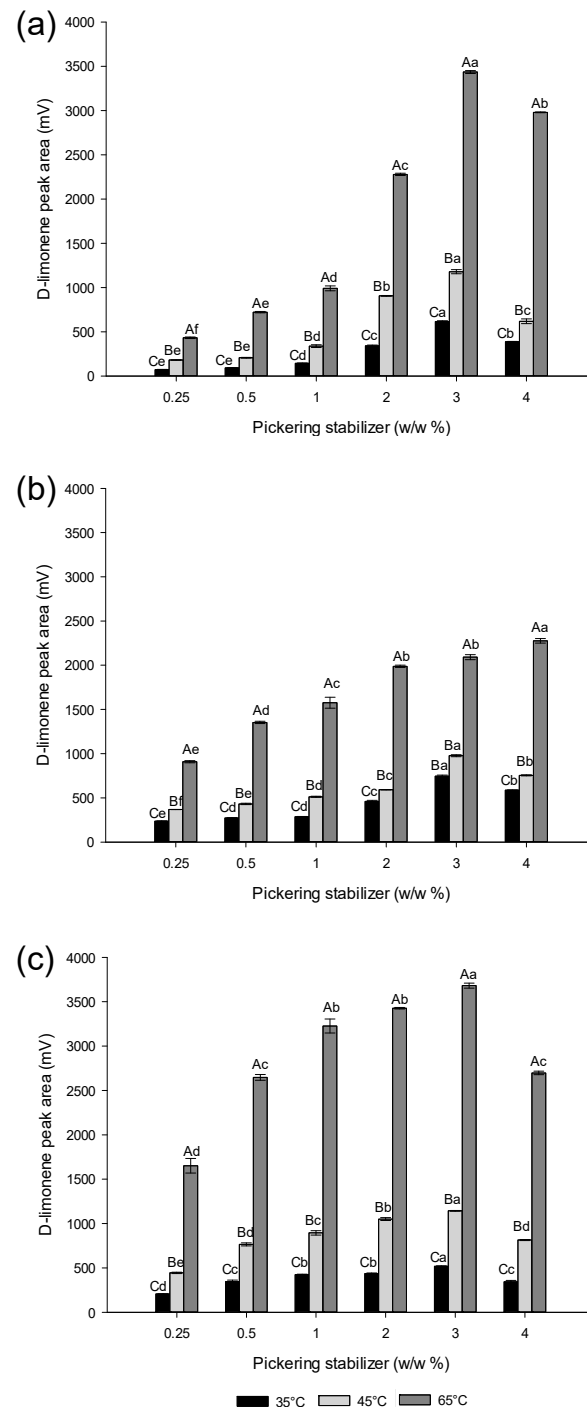 (a)
D-limonene peak area (mV)
4000
3500
3000
2500
2000
1500
1000
500
0
Ce Be Af
Ce Be Ae
Cd Bd Ad
Cc Bb Ac
Ca Ba Aa
Cb Bc Ab
0.25 0.5 1 2 3 4
Pickering stabilizer (w/w %)
(b)
D-limonene peak area (mV)
4000
3500
3000
2500
2000
1500
1000
500
0
Ce Bf Ae
Cd Be Ad
Cd Bd Ac
Cc Bc Ab
Ba Ba Ab
Cb Bb Aa
0.25 0.5 1 2 3 4
Pickering stabilizer (w/w %)
(c)
D-limonene peak area (mV)
4000
3500
3000
2500
2000
1500
1000
500
0
Cd Be Ad
Cc Bd Ac
Cb Bc Ab
Cb Bb Ab
Ca Ba Aa
Cc Bd Ac
0.25 0.5 1 2 3 4
Pickering stabilizer (w/w %)
35°C 45°C 65°C